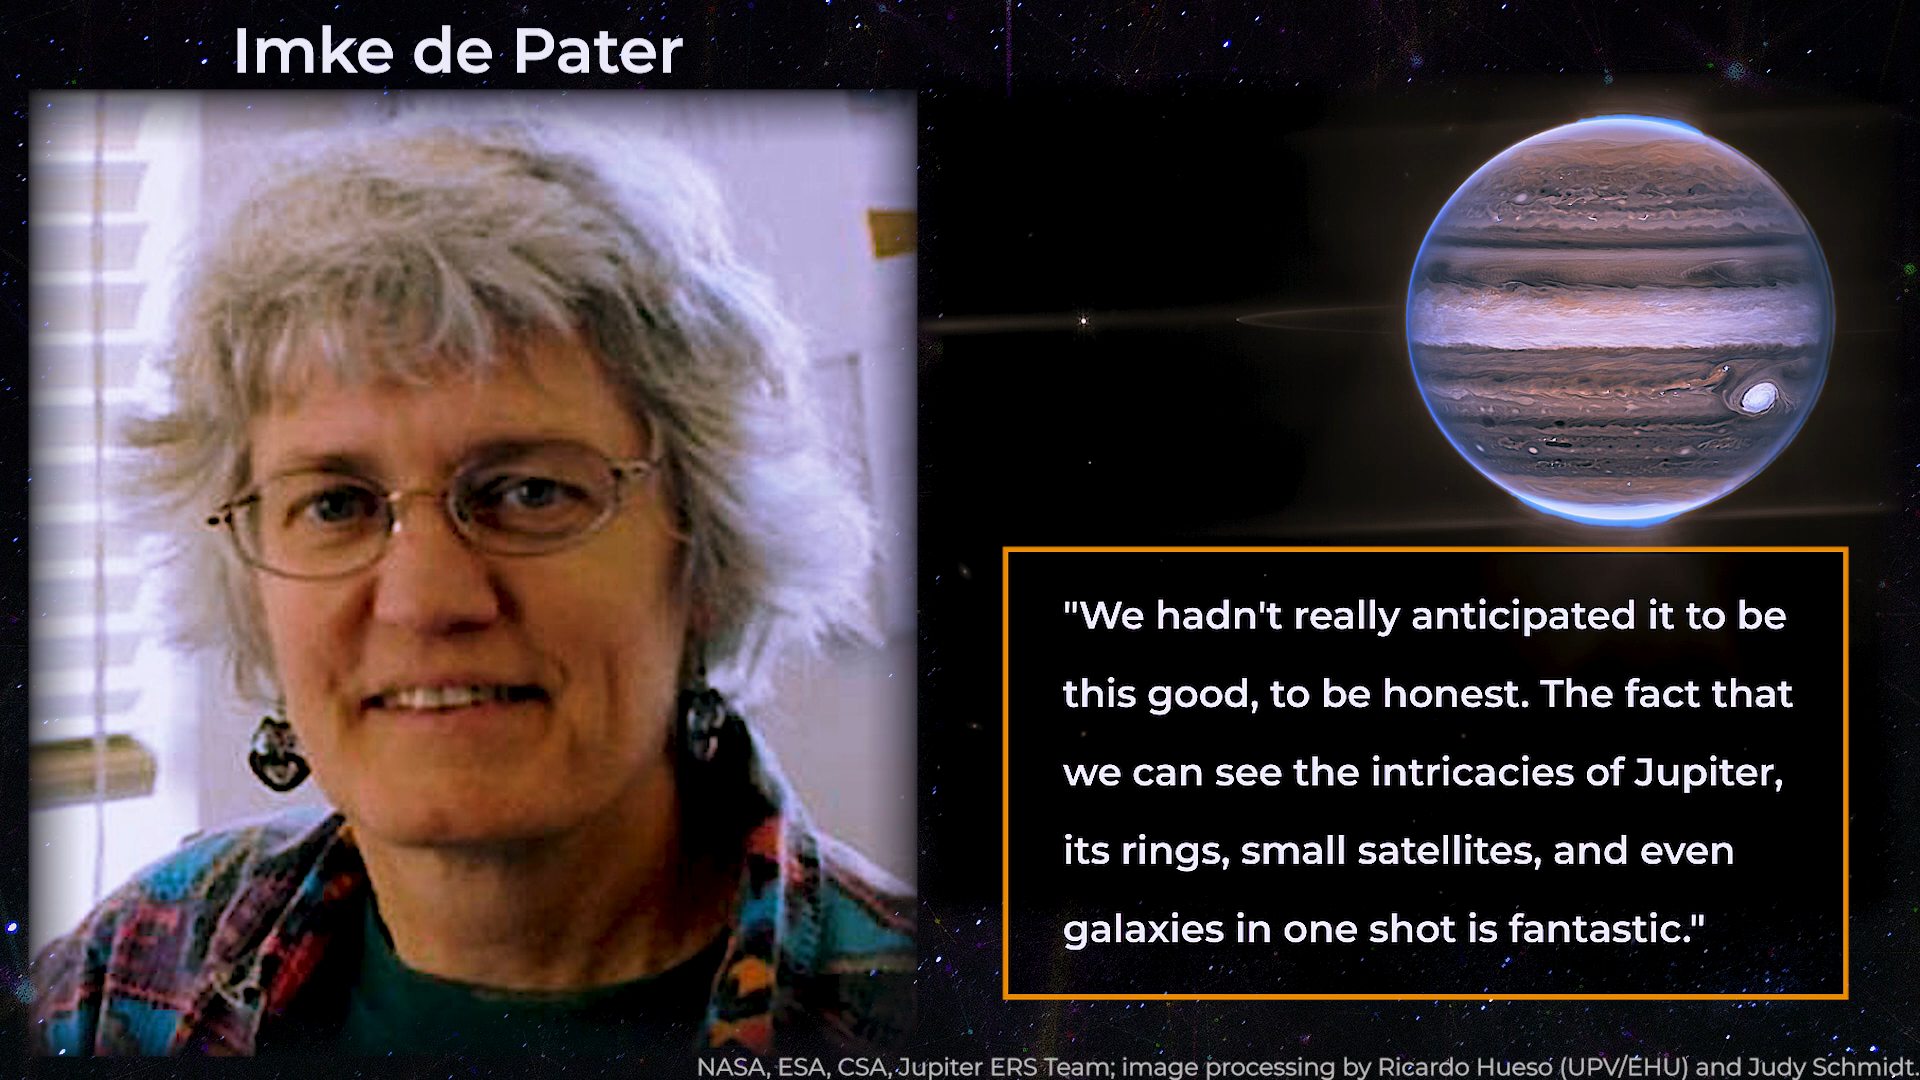 Imke de Pater
"We hadn't really anticipated it to be
this good, to be honest. The fact that
we can see the intricacies of Jupiter,
its rings, small satellites, and even
galaxies in one shot is fantastic."
NASA, ESA, CSA, Jupiter ERS Team; image processing by Ricardo Hueso (UPV/EHU) and Judy Schmidt.